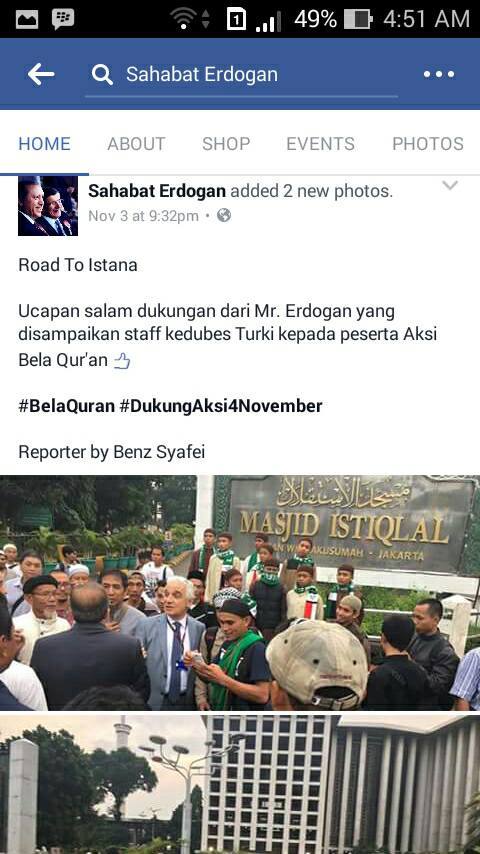 1
49%
4:51 AM
Sahabat Erdogan
HOME
ABOUT
SHOP
EVENTS
PHOTOS
Sahabat Erdogan added 2 new photos.
Nov 3 at 9:32pm •
Road To Istana
Ucapan salam dukungan dari Mr. Erdogan yang
disampaikan staff kedubes Turki kepada peserta Aksi
Bela Qur'an
#BelaQuran #DukungAksi4November
Reporter by Benz Syafei
مسجد الاستقلال
MASJID ISTIQLAL
JAKARTA